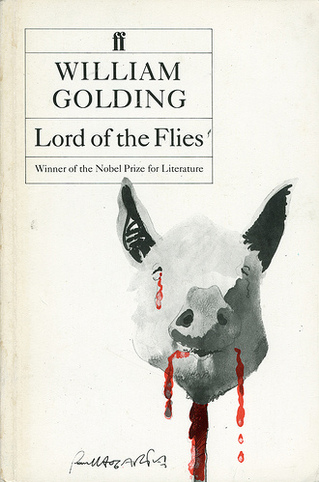 ff
WILLIAM
GOLDING
Lord of the Flies
Winner of the Nobel Prize for Literature